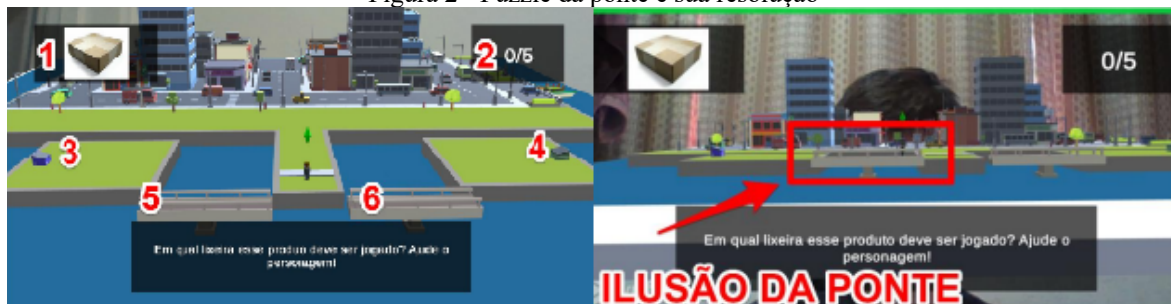 Figura 2 - Puzzle da ponte e sua resolução
1
2
0/5
3
4
5
6
Em qual lixeira esse produto deve ser jogado? Ajude o
personagem!
0/5
Em qual lixeira esse produto deve ser jogado? Ajude o
personagem!
ILUSÃO DA PONTE